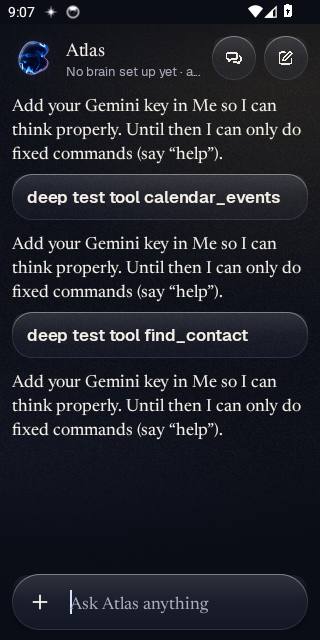 9:07
Atlas
No brain set up yet · a...
Add your Gemini key in Me so I can
think properly. Until then I can only do
fixed commands (say “help”).
deep test tool calendar_events
Add your Gemini key in Me so I can
think properly. Until then I can only do
fixed commands (say “help”).
deep test tool find_contact
Add your Gemini key in Me so I can
think properly. Until then I can only do
fixed commands (say “help”).
Ask Atlas anything